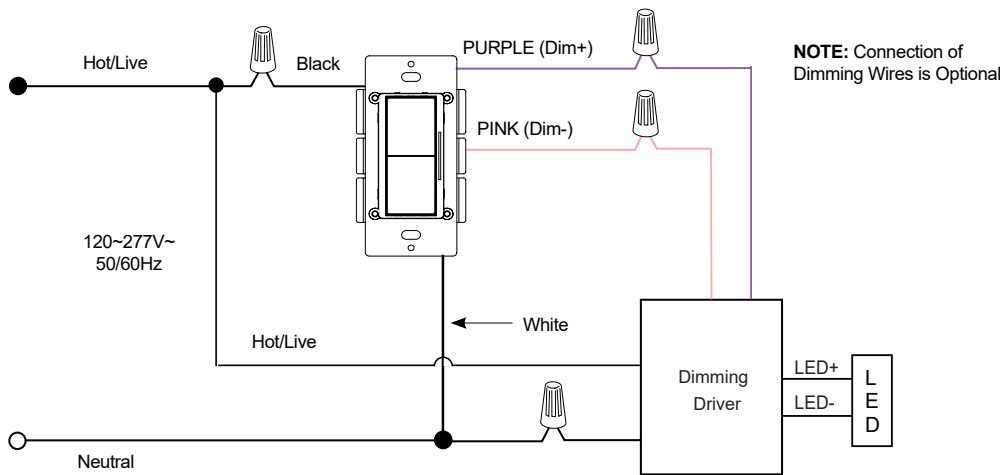 PURPLE (Dim+)
NOTE: Connection of
Dimming Wires is Optional
Hot/Live
Black
PINK (Dim-)
120~277V~
50/60Hz
White
Hot/Live
Dimming
Driver
LED+
LED-
L
E
D
Neutral